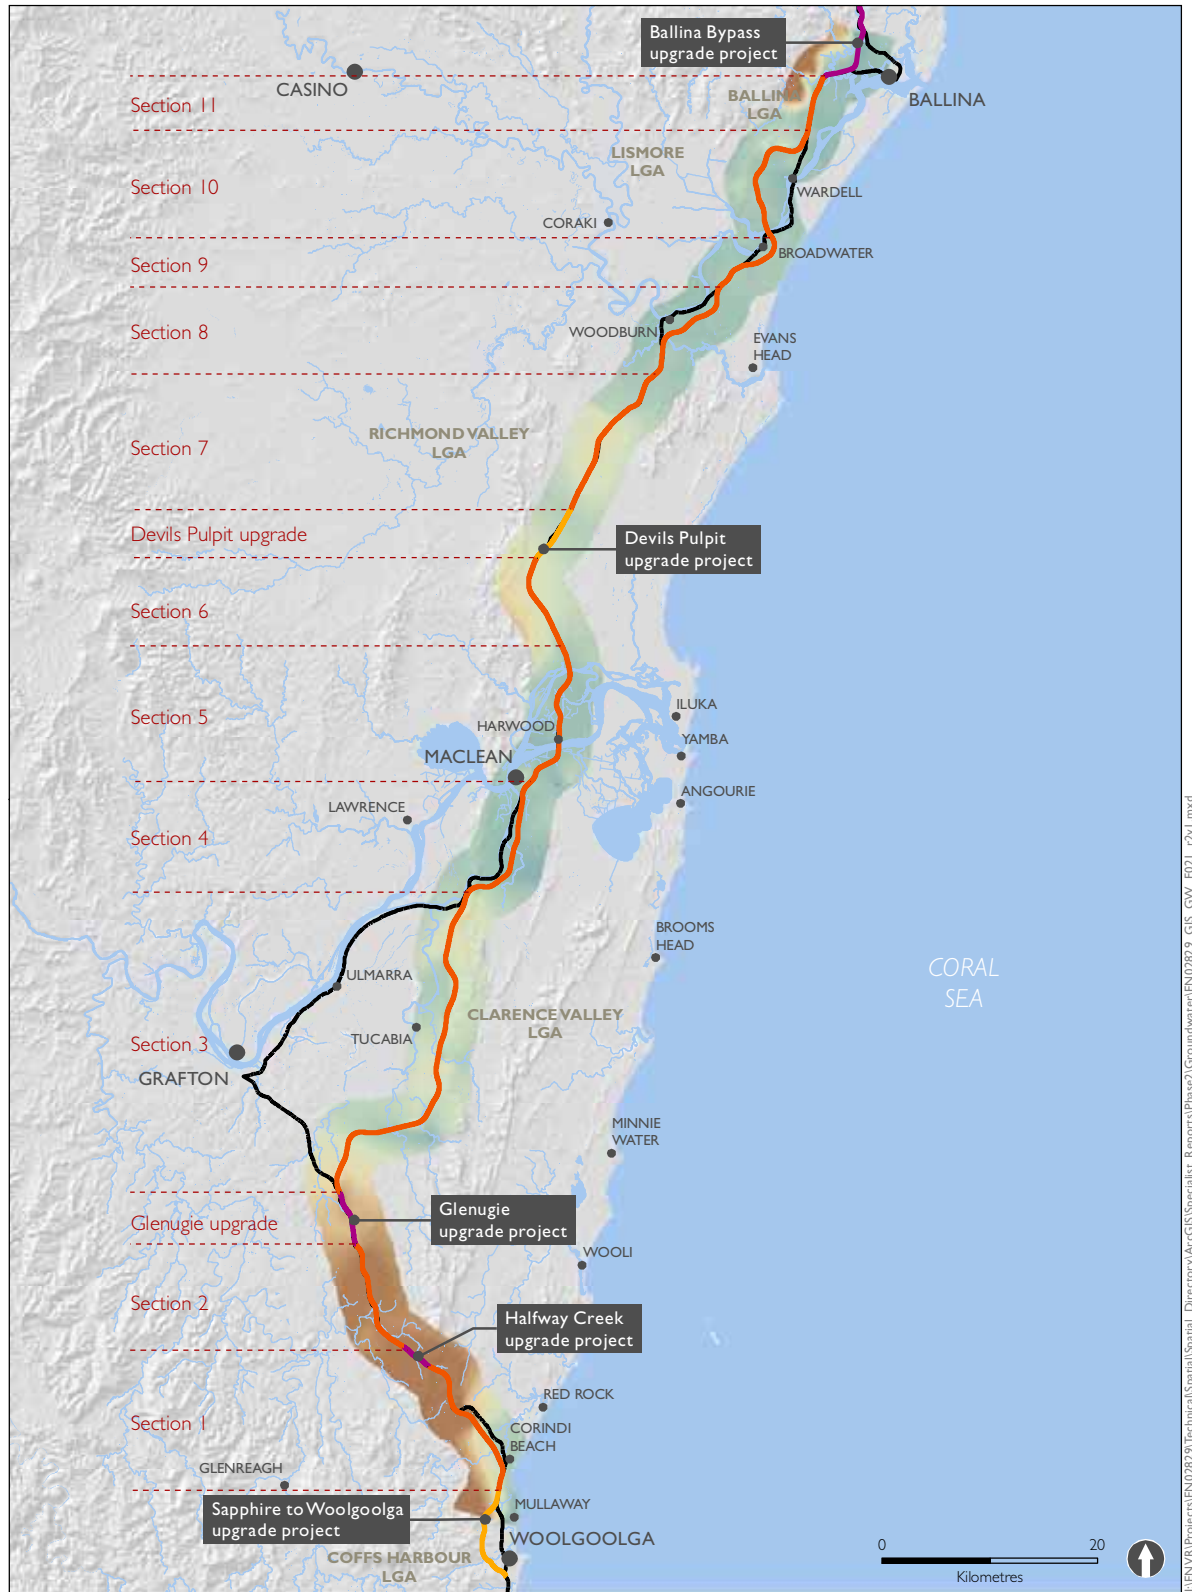 Ballina Bypass
upgrade project
CASINO
BALLINA
Section 11
BALLINA
LGA
LISMORE
LGA
Section 10
WARDELL
CORAKI
BROADWATER
Section 9
Section 8
WOODBURN
EVANS
HEAD
RICHMOND VALLEY
LGA
Section 7
Devils Pulpit upgrade
Devils Pulpit
upgrade project
Section 6
Section 5
ILUKA
HARWOOD
YAMBA
MACLEAN
ANGOURIE
LAWRENCE
Section 4
BROOMS
HEAD
CORAL
SEA
ULMARRA
CLARENCE VALLEY
LGA
TUCABIA
Section 3
GRAFTON
MINNIE
WATER
Glenugie upgrade
Glenugie
upgrade project
WOOLI
Section 2
Halfway Creek
upgrade project
RED ROCK
Section 1
CORINDI
BEACH
GLENREAGH
Sapphire to Woolgoolga
upgrade project
MULLAWAY
WOOLGOOLGA
COFFS HARBOUR
LGA
0 20
Kilometres